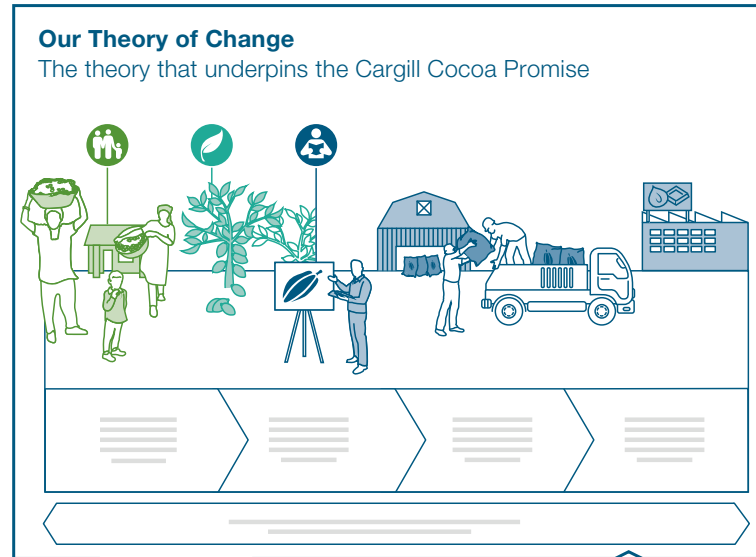 Our Theory of Change
The theory that underpins the Cargill Cocoa Promise